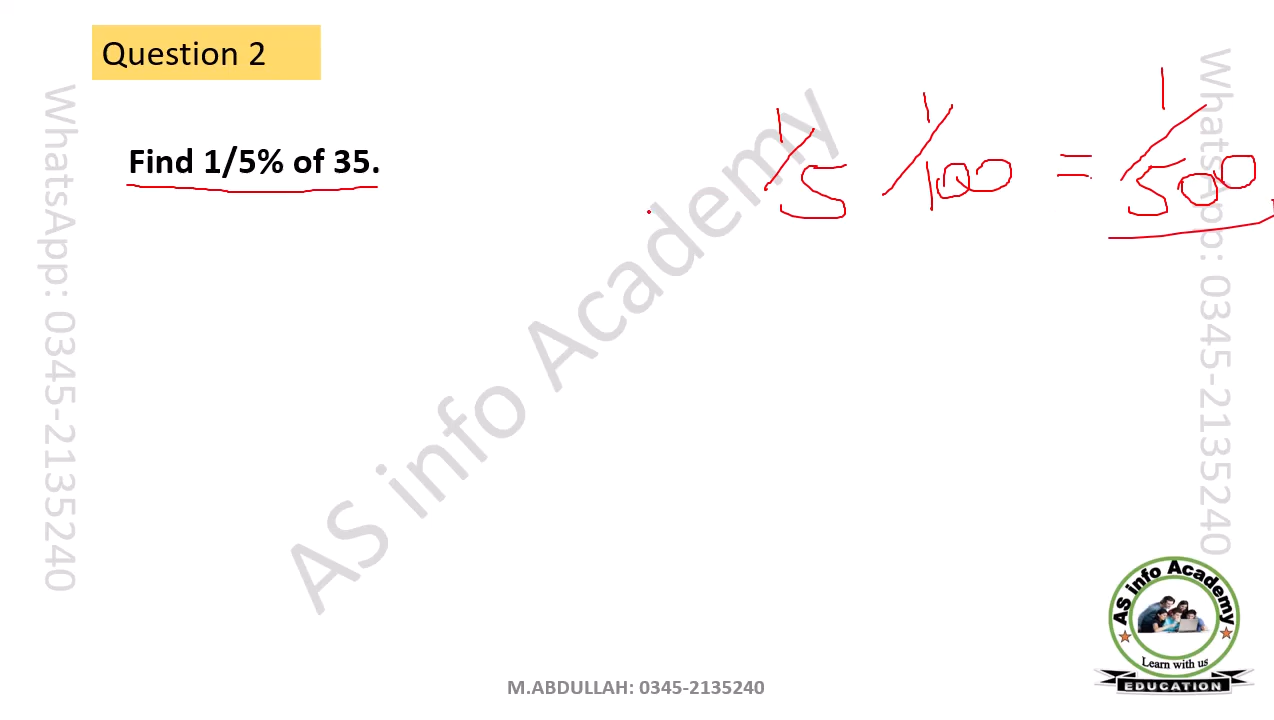 Question 2
Find 1/5% of 35.
1/5 1/100 = 1/500
WhatsApp: 0345-2135240
AS info Academy
WhatsApp: 0345-2135240
AS info Academy
Learn with us
EDUCATION
M.ABDULLAH: 0345-2135240